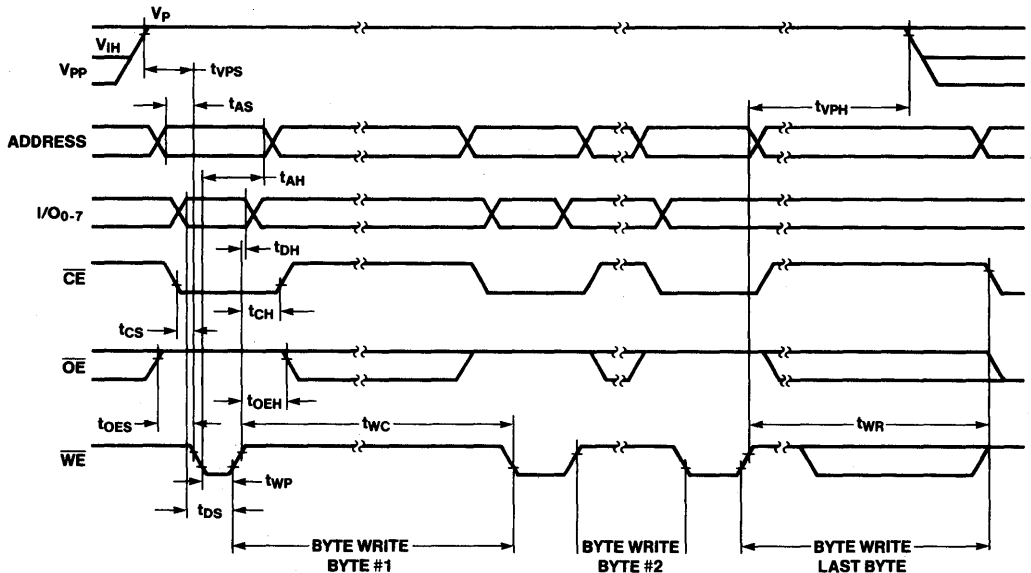 VP
VIH
VPP
tVPS
tAS
tVPH
ADDRESS
tAH
I/O0-7
tDH
CE
tCH
tCS
OE
tOEH
tOES
tWC
tWR
WE
tWP
tDS
BYTE WRITE
BYTE #1
BYTE WRITE
BYTE #2
BYTE WRITE
LAST BYTE